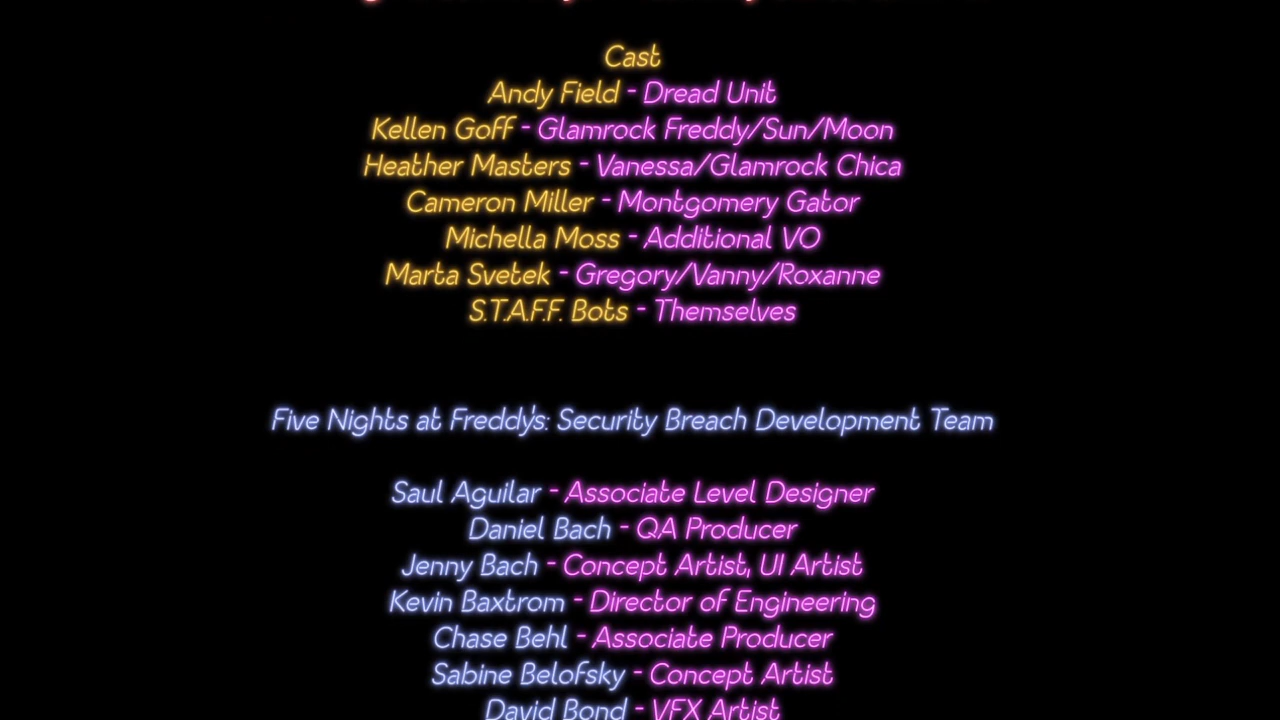 Cast
Andy Field - Dread Unit
Kellen Goff - Glamrock Freddy/Sun/Moon
Heather Masters - Vanessa/Glamrock Chica
Cameron Miller - Montgomery Gator
Michella Moss - Additional VO
Marta Svetek - Gregory/Vanny/Roxanne
S.T.A.F.F. Bots - Themselves
Five Nights at Freddy's: Security Breach Development Team
Saul Aguilar - Associate Level Designer
Daniel Bach - QA Producer
Jenny Bach - Concept Artist, UI Artist
Kevin Baxtrom - Director of Engineering
Chase Behl - Associate Producer
Sabine Belofsky - Concept Artist
David Bond - VFX Artist